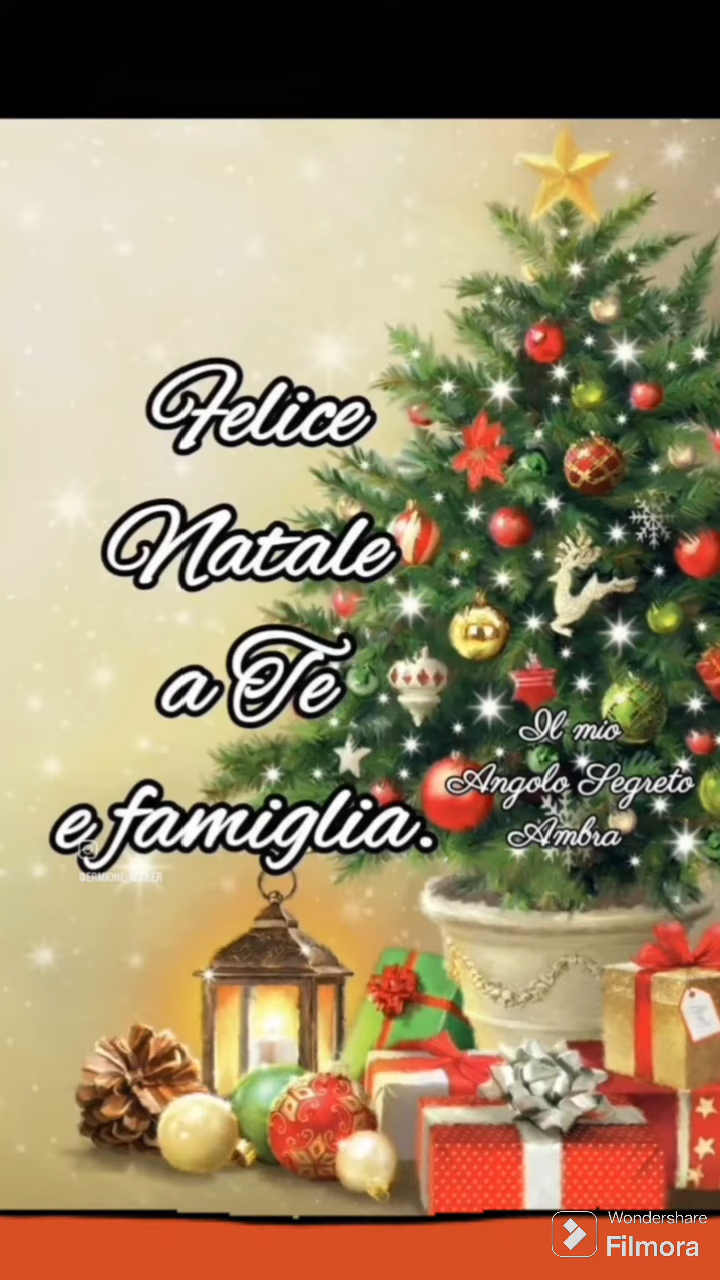 Felice
Natale
a Te
e famiglia.
Il mio
Angolo Segreto
Ambra
Wondershare
Filmora